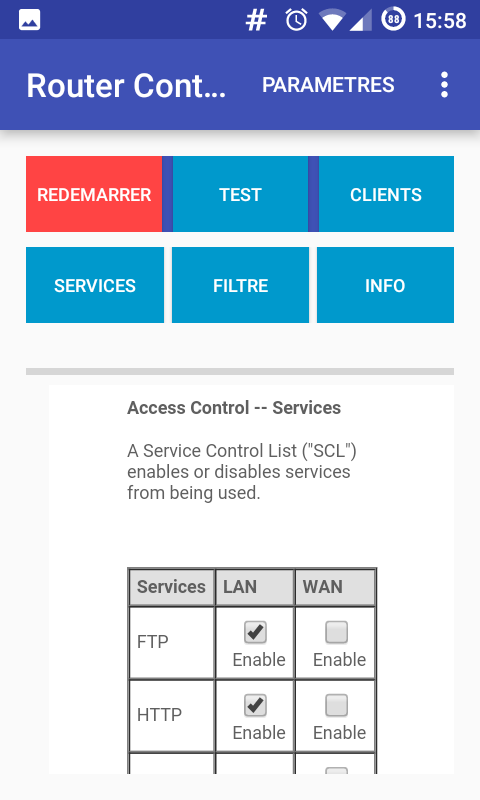 # 88 15:58
Router Cont... PARAMETRES
REDEMARRER TEST CLIENTS
SERVICES FILTRE INFO
Access Control -- Services
A Service Control List ("SCL")
enables or disables services
from being used.
Services LAN WAN
FTP Enable Enable
HTTP Enable Enable